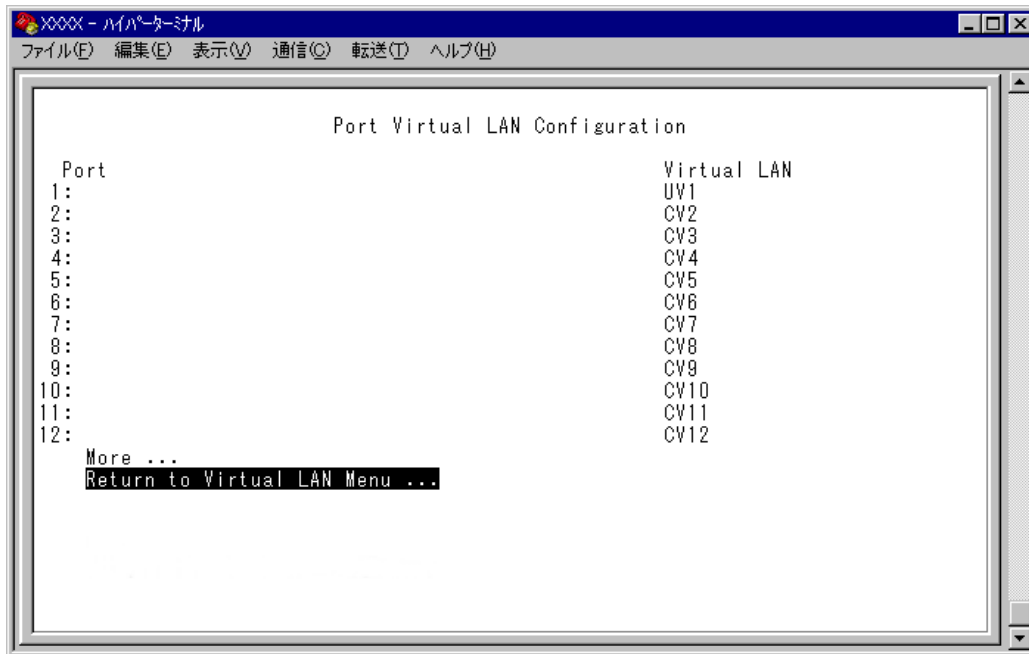 XXXX - ハイパーターミナル
ファイル(F) 編集(E) 表示(V) 通信(C) 転送(T) ヘルプ(H)
Port Virtual LAN Configuration
Port Virtual LAN
1: UV1
2: CV2
3: CV3
4: CV4
5: CV5
6: CV6
7: CV7
8: CV8
9: CV9
10: CV10
11: CV11
12: CV12
More ...
Return to Virtual LAN Menu ...